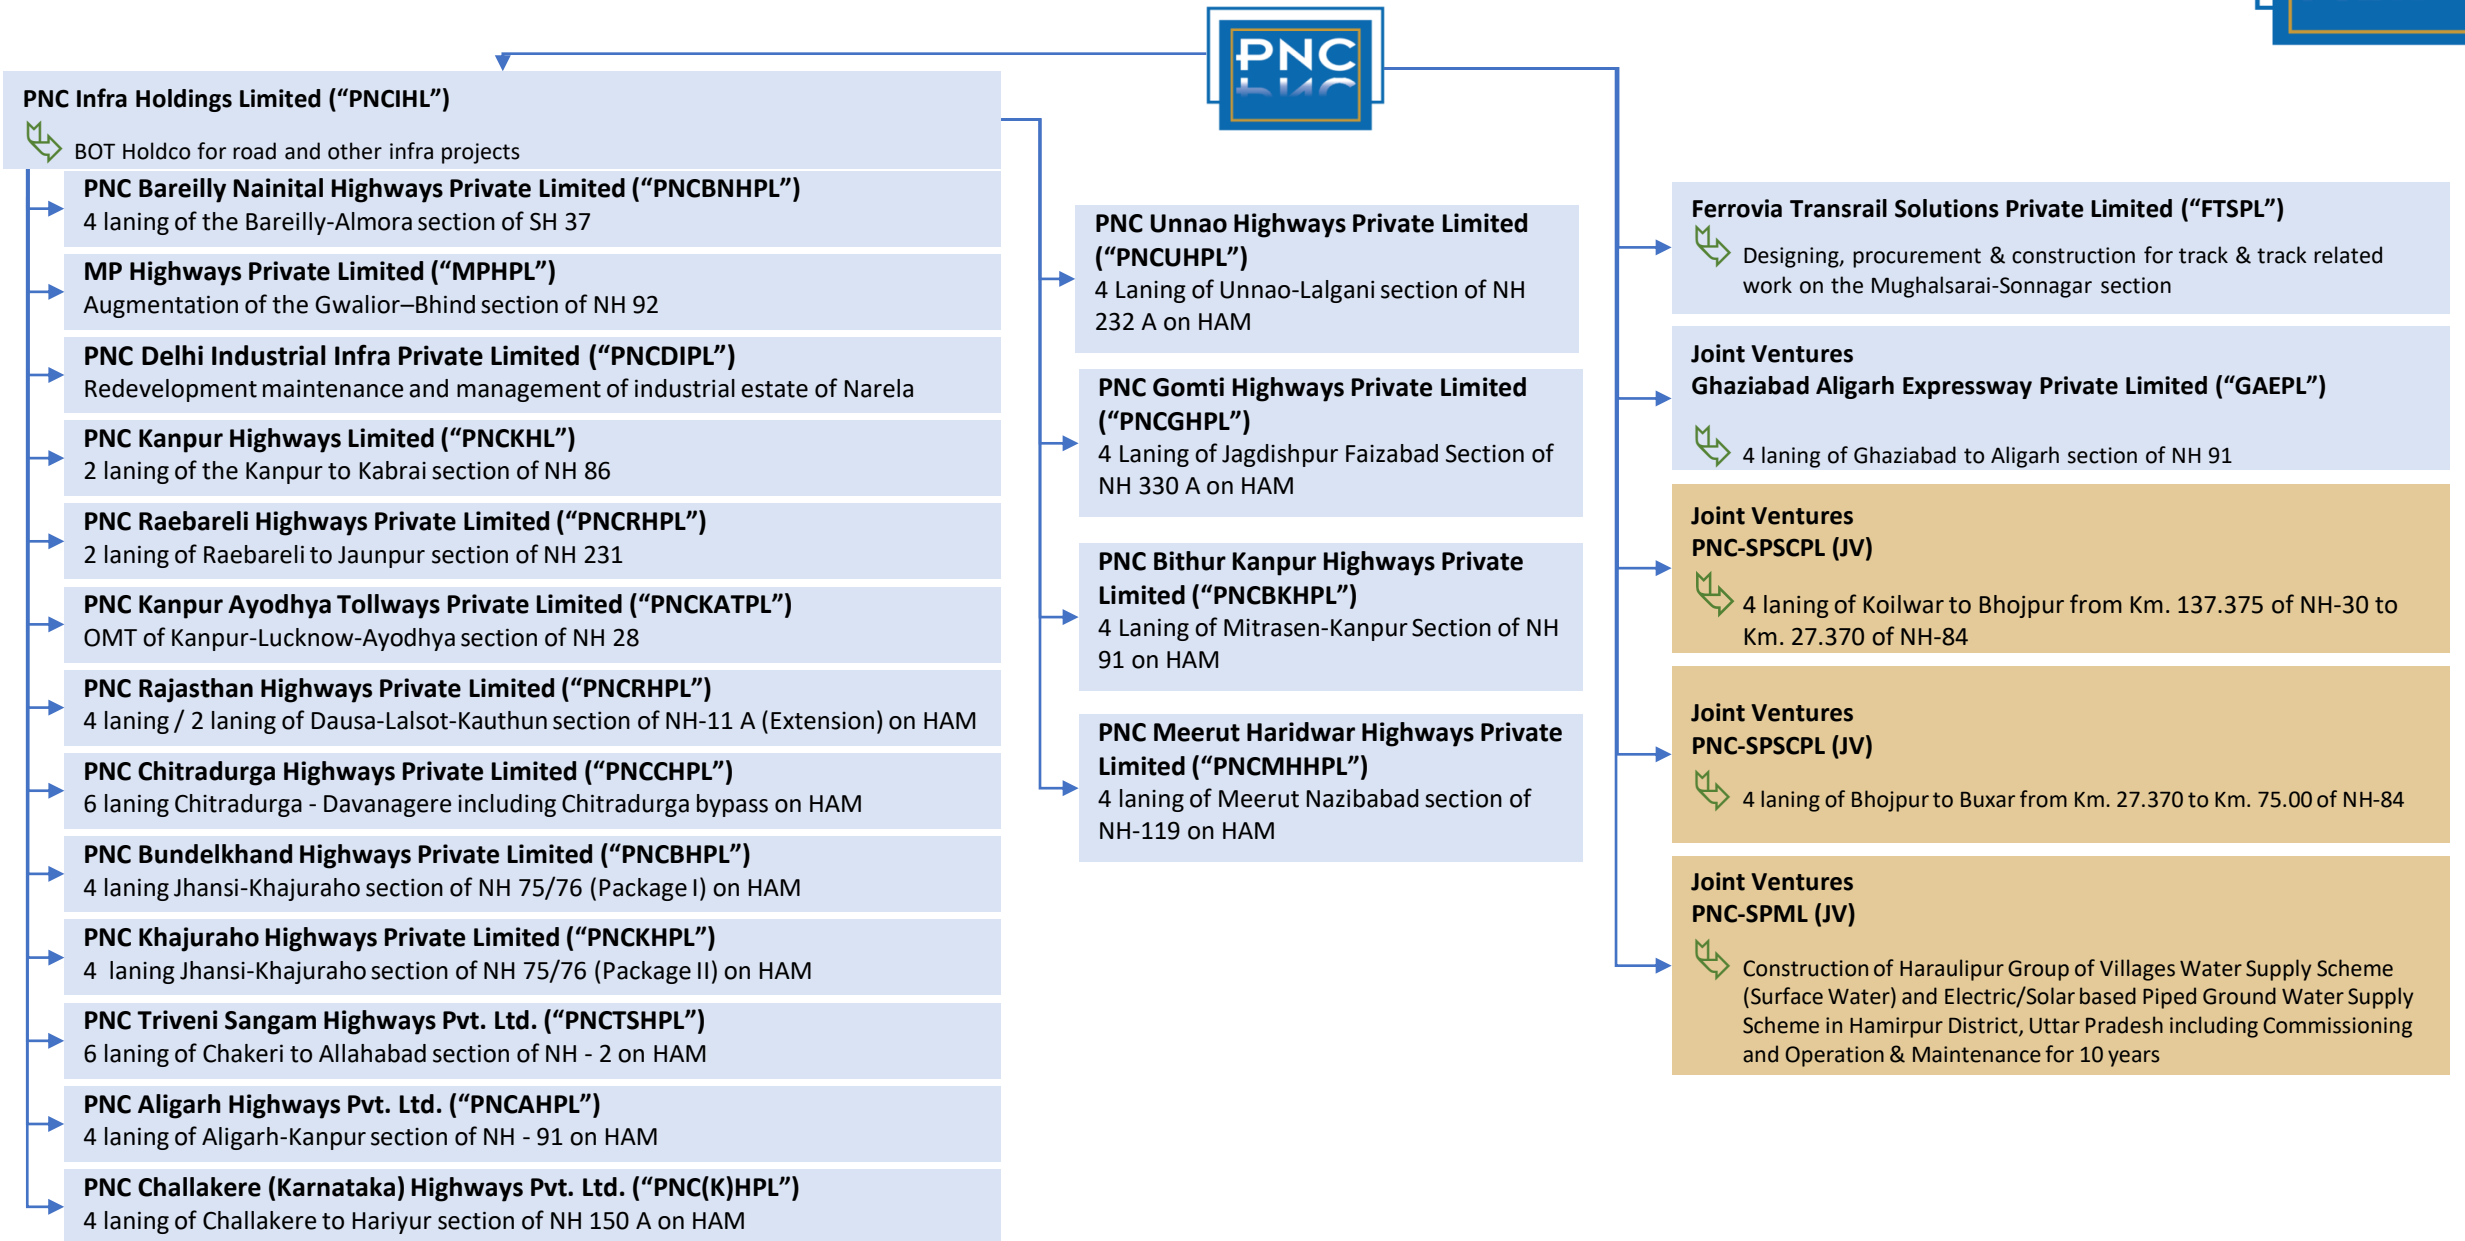 PNC
PNC Infra Holdings Limited (“PNCIHL”)
BOT Holdco for road and other infra projects
PNC Bareilly Nainital Highways Private Limited (“PNCBNHPL”)
4 laning of the Bareilly-Almora section of SH 37
MP Highways Private Limited (“MPHPL”)
Augmentation of the Gwalior–Bhind section of NH 92
PNC Delhi Industrial Infra Private Limited (“PNCDIPL”)
Redevelopment maintenance and management of industrial estate of Narela
PNC Kanpur Highways Limited (“PNCKHL”)
2 laning of the Kanpur to Kabrai section of NH 86
PNC Raebareli Highways Private Limited (“PNCRHPL”)
2 laning of Raebareli to Jaunpur section of NH 231
PNC Kanpur Ayodhya Tollways Private Limited (“PNCKATPL”)
OMT of Kanpur-Lucknow-Ayodhya section of NH 28
PNC Rajasthan Highways Private Limited (“PNCRHPL”)
4 laning / 2 laning of Dausa-Lalsot-Kauthun section of NH-11 A (Extension) on HAM
PNC Chitradurga Highways Private Limited (“PNCCHPL”)
6 laning Chitradurga - Davanagere including Chitradurga bypass on HAM
PNC Bundelkhand Highways Private Limited (“PNCBHPL”)
4 laning Jhansi-Khajuraho section of NH 75/76 (Package I) on HAM
PNC Khajuraho Highways Private Limited (“PNCKHPL”)
4 laning Jhansi-Khajuraho section of NH 75/76 (Package II) on HAM
PNC Triveni Sangam Highways Pvt. Ltd. (“PNCTSHPL”)
6 laning of Chakeri to Allahabad section of NH - 2 on HAM
PNC Aligarh Highways Pvt. Ltd. (“PNCAHPL”)
4 laning of Aligarh-Kanpur section of NH - 91 on HAM
PNC Challakere (Karnataka) Highways Pvt. Ltd. (“PNC(K)HPL”)
4 laning of Challakere to Hariyur section of NH 150 A on HAM
PNC Unnao Highways Private Limited
(“PNCUHPL”)
4 Laning of Unnao-Lalgani section of NH
232 A on HAM
PNC Gomti Highways Private Limited
(“PNCGHPL”)
4 Laning of Jagdishpur Faizabad Section of
NH 330 A on HAM
PNC Bithur Kanpur Highways Private
Limited (“PNCBKHPL”)
4 Laning of Mitrasen-Kanpur Section of NH
91 on HAM
PNC Meerut Haridwar Highways Private
Limited (“PNCMHHPL”)
4 laning of Meerut Nazibabad section of
NH-119 on HAM
Ferrovia Transrail Solutions Private Limited (“FTSPL”)
Designing, procurement & construction for track & track related
work on the Mughalsarai-Sonnagar section
Joint Ventures
Ghaziabad Aligarh Expressway Private Limited (“GAEPL”)
4 laning of Ghaziabad to Aligarh section of NH 91
Joint Ventures
PNC-SPSCPL (JV)
4 laning of Koilwar to Bhojpur from Km. 137.375 of NH-30 to
Km. 27.370 of NH-84
Joint Ventures
PNC-SPSCPL (JV)
4 laning of Bhojpur to Buxar from Km. 27.370 to Km. 75.00 of NH-84
Joint Ventures
PNC-SPML (JV)
Construction of Haraulipur Group of Villages Water Supply Scheme
(Surface Water) and Electric/Solar based Piped Ground Water Supply
Scheme in Hamirpur District, Uttar Pradesh including Commissioning
and Operation & Maintenance for 10 years